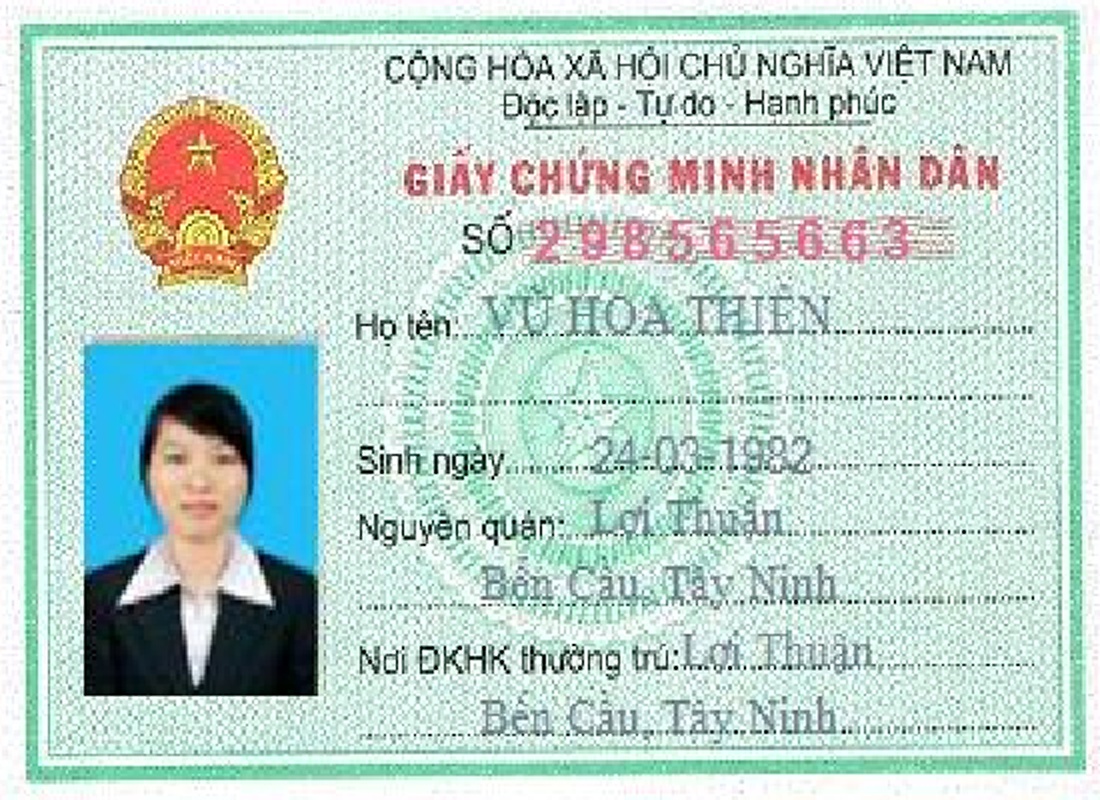 CỘNG HÒA XÃ HỘI CHỦ NGHĨA VIỆT NAM
Độc lập - Tự do - Hạnh phúc
GIẤY CHỨNG MINH NHÂN DÂN
SỐ 298565663
Họ tên: VŨ HOA THIÊN
Sinh ngày 24-03-1982
Nguyên quán: Lợi Thuận
Bến Cầu, Tây Ninh
Nơi ĐKHK thường trú: Lợi Thuận
Bến Cầu, Tây Ninh